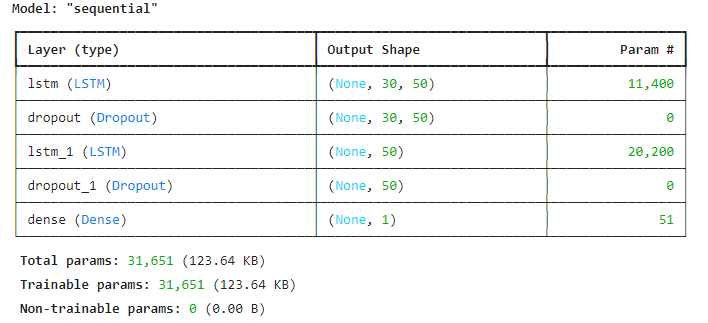 Model: "sequential"
Layer (type) Output Shape Param #
lstm (LSTM) (None, 30, 50) 11,400
dropout (Dropout) (None, 30, 50) 0
lstm_1 (LSTM) (None, 50) 20,200
dropout_1 (Dropout) (None, 50) 0
dense (Dense) (None, 1) 51
Total params: 31,651 (123.64 KB)
Trainable params: 31,651 (123.64 KB)
Non-trainable params: 0 (0.00 B)